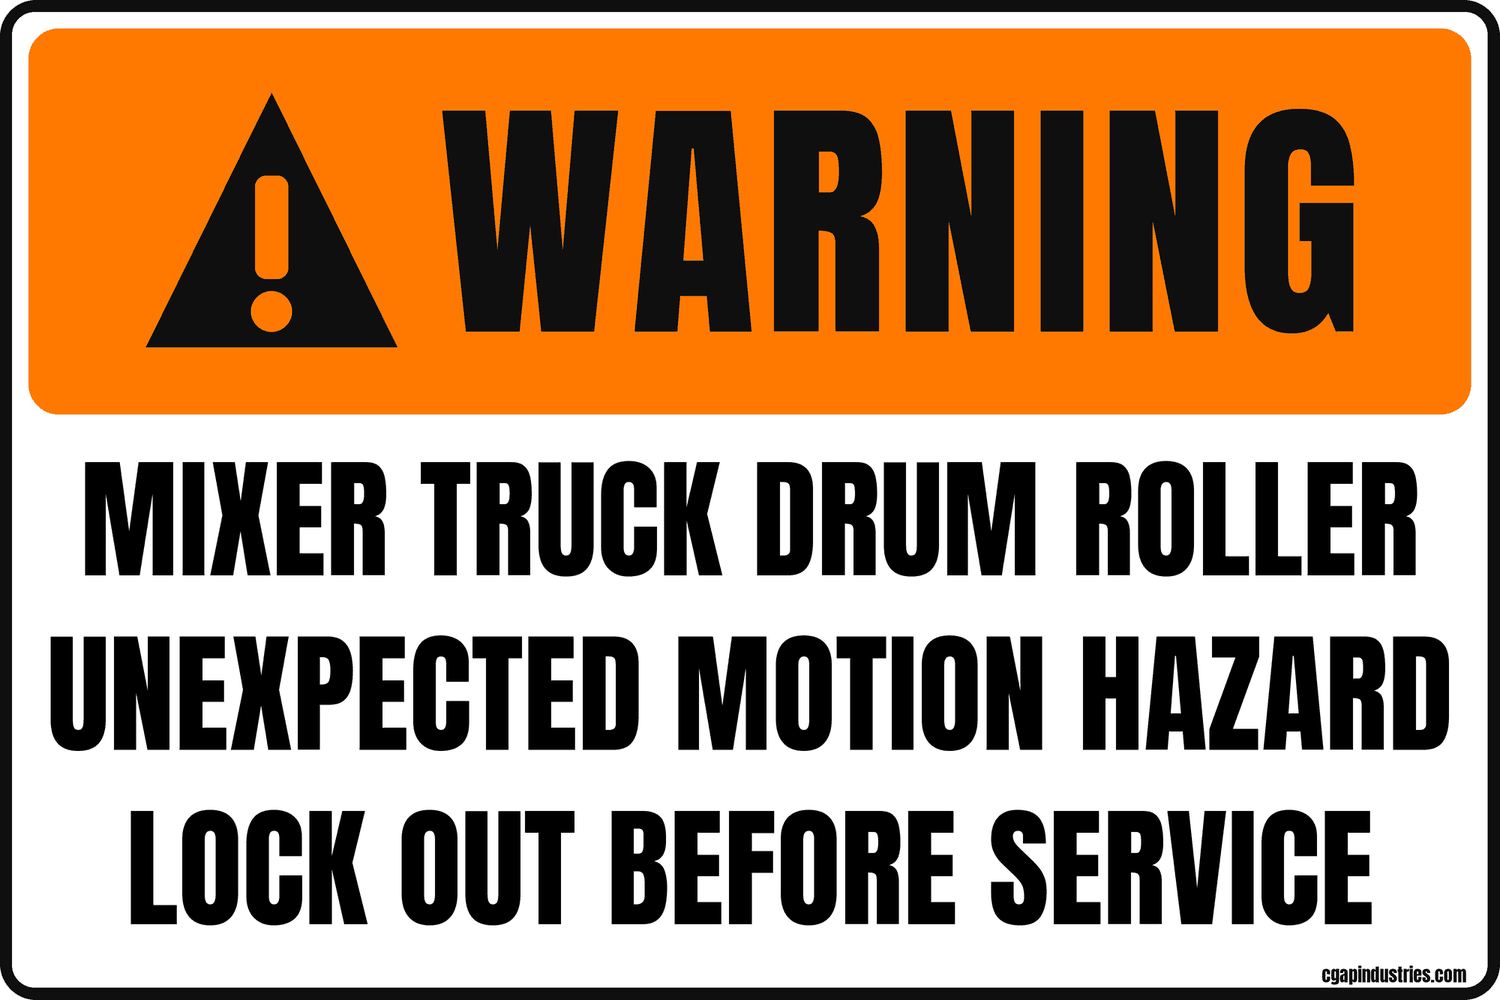 WARNING
MIXER TRUCK DRUM ROLLER
UNEXPECTED MOTION HAZARD
LOCK OUT BEFORE SERVICE
cgapindustries.com